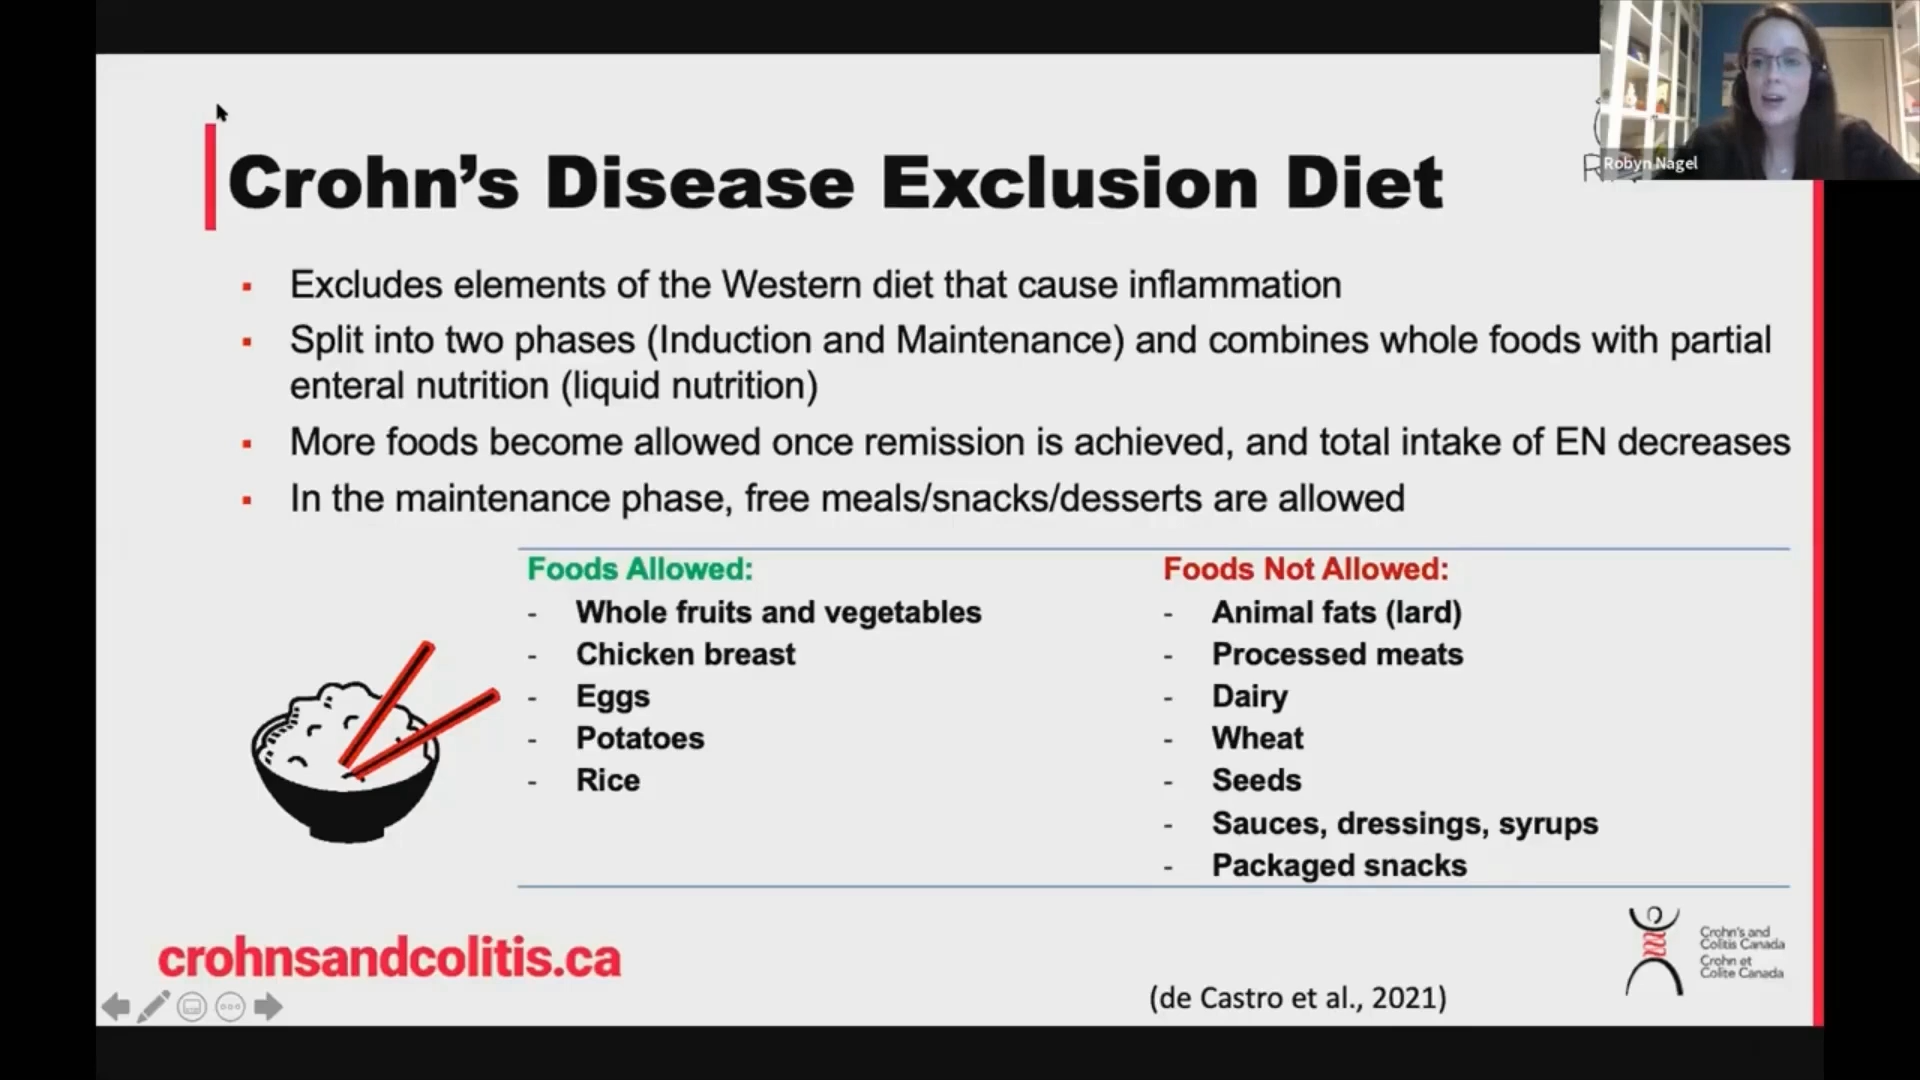 Robyn Nagel
Crohn’s Disease Exclusion Diet
▪ Excludes elements of the Western diet that cause inflammation
▪ Split into two phases (Induction and Maintenance) and combines whole foods with partial
enteral nutrition (liquid nutrition)
▪ More foods become allowed once remission is achieved, and total intake of EN decreases
▪ In the maintenance phase, free meals/snacks/desserts are allowed
Foods Allowed:
- Whole fruits and vegetables
- Chicken breast
- Eggs
- Potatoes
- Rice
Foods Not Allowed:
- Animal fats (lard)
- Processed meats
- Dairy
- Wheat
- Seeds
- Sauces, dressings, syrups
- Packaged snacks
crohnsandcolitis.ca
(de Castro et al., 2021)
Crohn's and
Colitis Canada
Crohn et
Colite Canada